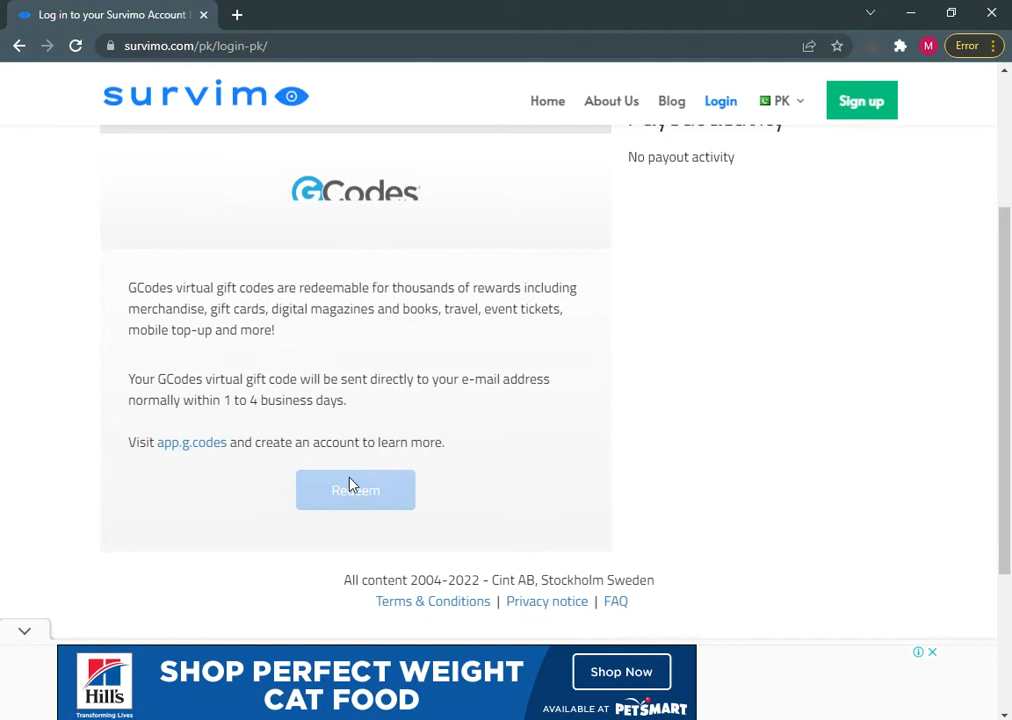 Log in to your Survimo Account
survimo.com/pk/login-pk/
M
Error
survimo
Home
About Us
Blog
Login
PK
Sign up
Payout activity
No payout activity
GCodes
GCodes virtual gift codes are redeemable for thousands of rewards including
merchandise, gift cards, digital magazines and books, travel, event tickets,
mobile top-up and more!
Your GCodes virtual gift code will be sent directly to your e-mail address
normally within 1 to 4 business days.
Visit app.g.codes and create an account to learn more.
Redeem
All content 2004-2022 - Cint AB, Stockholm Sweden
Terms & Conditions | Privacy notice | FAQ
Hill's
Transforming Lives
SHOP PERFECT WEIGHT
CAT FOOD
Shop Now
AVAILABLE AT PETSMART